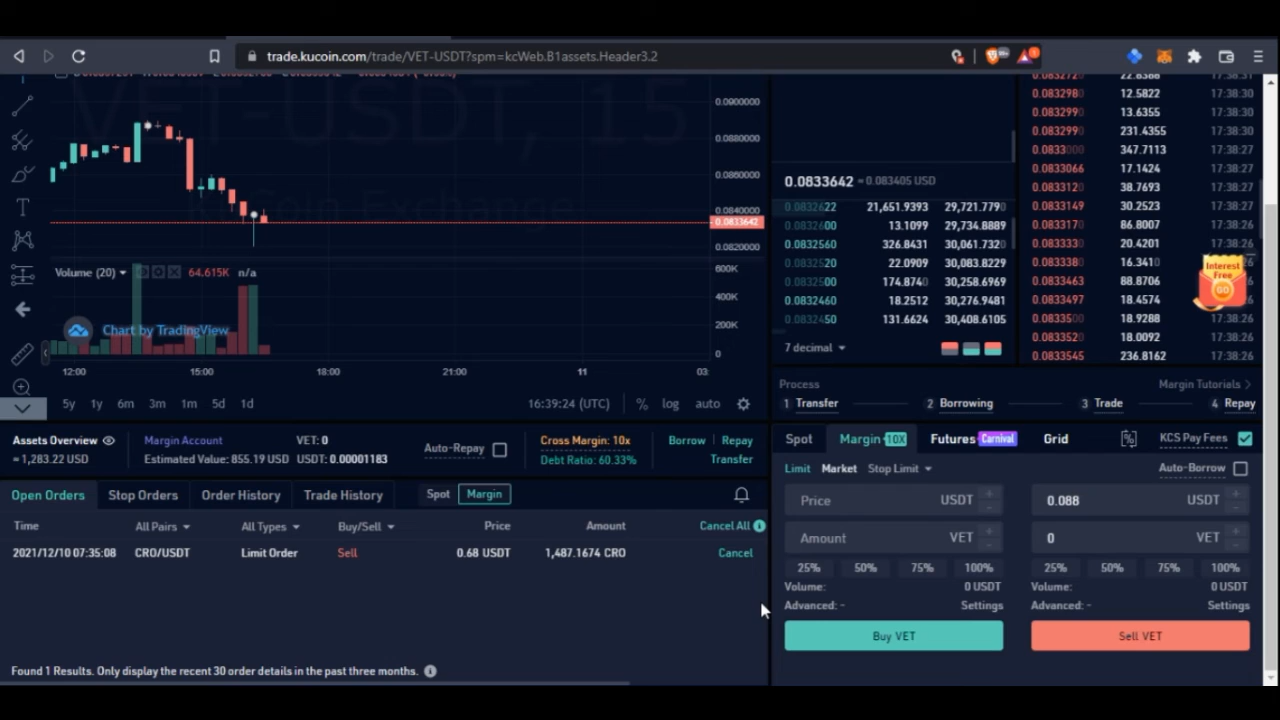 trade.kucoin.com/trade/VET-USDT?spm=kcWeb.B1assets.Header3.2
VET-USDT, 15
0.0900000
0.0880000
0.0860000
0.0840000
0.0833642
0.0820000
Volume (20) 64.615K n/a
600K
400K
200K
0
Chart by TradingView
12:00 15:00 18:00 21:00 11 03:
5y 1y 6m 3m 1m 5d 1d 16:39:24 (UTC) % log auto
0.0833642 ≈ 0.083405 USD
0.0832622 21,651.9393 29,721.7790
0.0832600 13.1099 29,734.8889
0.0832560 326.8431 30,061.7320
0.0832520 22.0909 30,083.8229
0.0832500 174.8740 30,258.6969
0.0832460 18.2512 30,276.9481
0.0832450 131.6624 30,408.6105
7 decimal
0.0832720 22.8386 17:38:31
0.0832980 12.5822 17:38:30
0.0832990 13.6355 17:38:30
0.0832990 231.4355 17:38:30
0.0833000 347.7113 17:38:27
0.0833066 17.1424 17:38:27
0.0833120 38.7693 17:38:27
0.0833149 30.2523 17:38:27
0.0833170 86.8007 17:38:26
0.0833330 20.4201 17:38:26
0.0833380 16.3410
0.0833463 88.8706
0.0833497 18.4574
0.0833500 18.9288 17:38:26
0.0833520 18.0092 17:38:26
0.0833545 236.8162 17:38:26
Interest
Free
GO
Process Margin Tutorials
1 Transfer 2 Borrowing 3 Trade 4 Repay
Assets Overview
≈ 1,283.22 USD
Margin Account VET: 0
Estimated Value: 855.19 USD USDT: 0.00001183
Auto-Repay
Cross Margin: 10x
Debt Ratio: 60.33%
Borrow Repay
Transfer
Open Orders Stop Orders Order History Trade History Spot Margin
Time All Pairs All Types Buy/Sell Price Amount Cancel All
2021/12/10 07:35:08 CRO/USDT Limit Order Sell 0.68 USDT 1,487.1674 CRO Cancel
Found 1 Results. Only display the recent 30 order details in the past three months.
Spot Margin 10X Futures Carnival Grid KCS Pay Fees
Limit Market Stop Limit Auto-Borrow
Price USDT 0.088 USDT
Amount VET 0 VET
25% 50% 75% 100% 25% 50% 75% 100%
Volume: 0 USDT Volume: 0 USDT
Advanced: - Settings Advanced: - Settings
Buy VET Sell VET